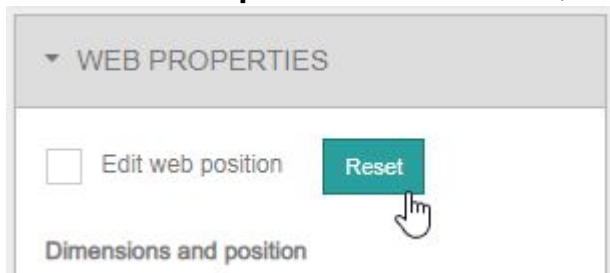 WEB PROPERTIES
Edit web position Reset
Dimensions and position